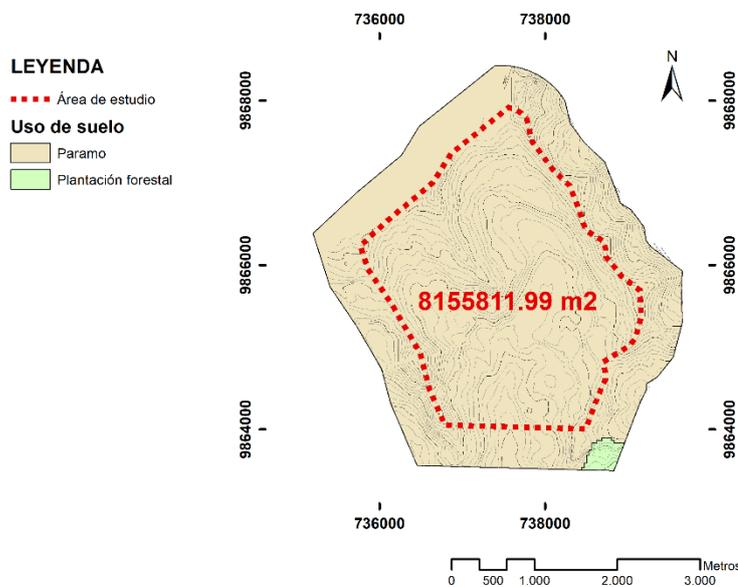 736000
738000
N
LEYENDA
Área de estudio
Uso de suelo
Paramo
Plantación forestal
9868000
9868000
9866000
9866000
8155811.99 m2
9864000
9864000
736000
738000
Metros
0 500 1.000 2.000 3.000